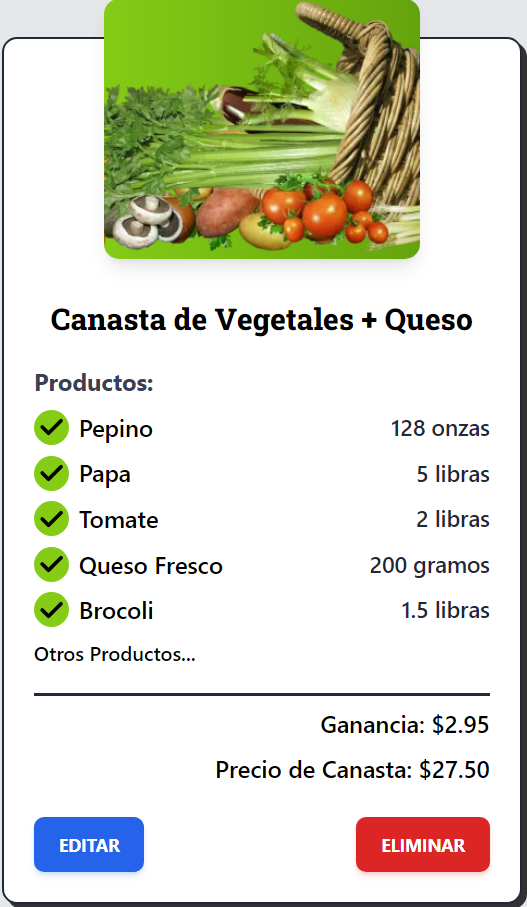 Canasta de Vegetales + Queso
Productos:
Pepino 128 onzas
Papa 5 libras
Tomate 2 libras
Queso Fresco 200 gramos
Brocoli 1.5 libras
Otros Productos...
Ganancia: $2.95
Precio de Canasta: $27.50
EDITAR ELIMINAR